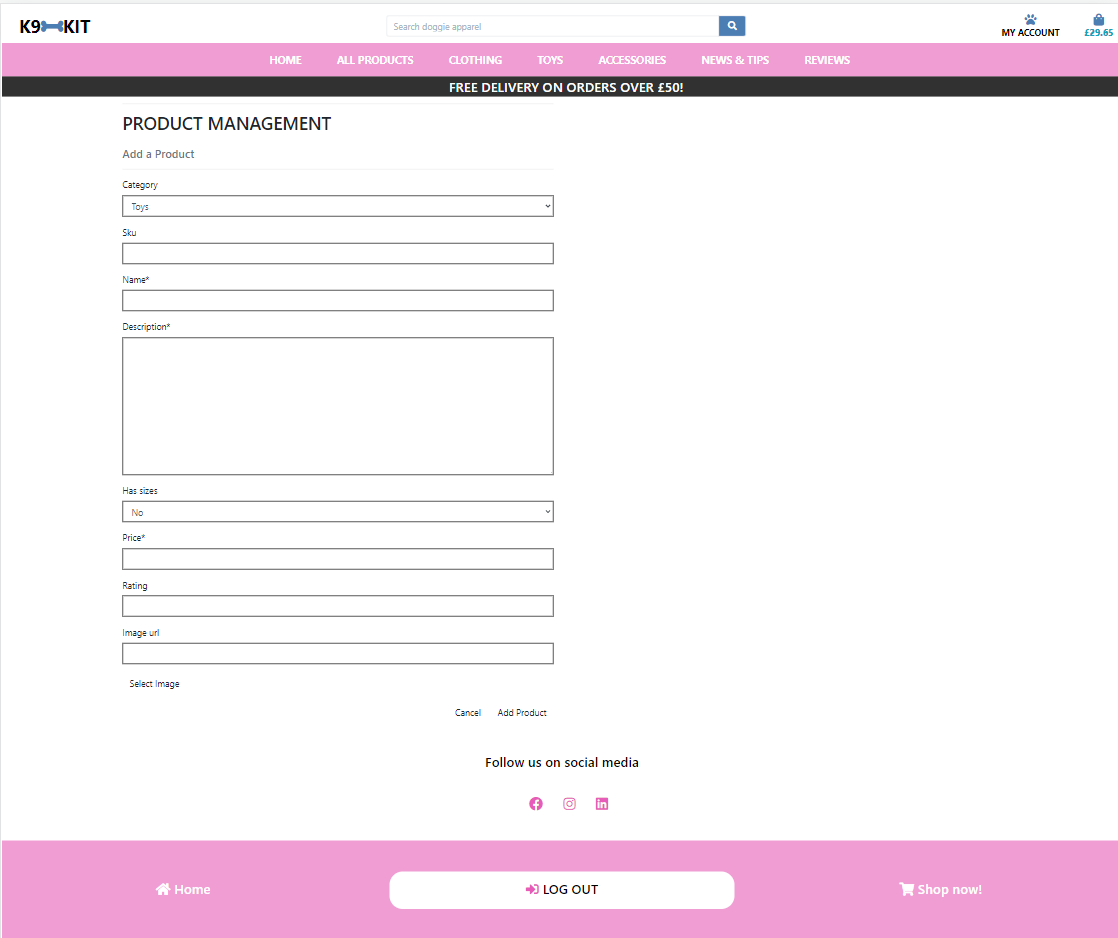 K9 KIT
Search doggie apparel
MY ACCOUNT
£29.65
HOME ALL PRODUCTS CLOTHING TOYS ACCESSORIES NEWS & TIPS REVIEWS
FREE DELIVERY ON ORDERS OVER £50!
PRODUCT MANAGEMENT
Add a Product
Category
Toys
Sku
Name*
Description*
Has sizes
No
Price*
Rating
Image url
Select Image
Cancel Add Product
Follow us on social media
Home LOG OUT Shop now!